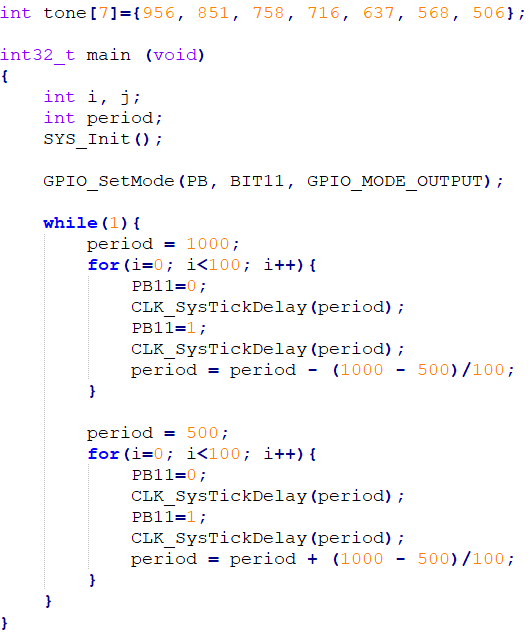 int tone[7]={956, 851, 758, 716, 637, 568, 506};
int32_t main (void)
{
int i, j;
int period;
SYS_Init();
GPIO_SetMode(PB, BIT11, GPIO_MODE_OUTPUT);
while(1){
period = 1000;
for(i=0; i<100; i++){
PB11=0;
CLK_SysTickDelay(period);
PB11=1;
CLK_SysTickDelay(period);
period = period - (1000 - 500)/100;
}
period = 500;
for(i=0; i<100; i++){
PB11=0;
CLK_SysTickDelay(period);
PB11=1;
CLK_SysTickDelay(period);
period = period + (1000 - 500)/100;
}
}
}